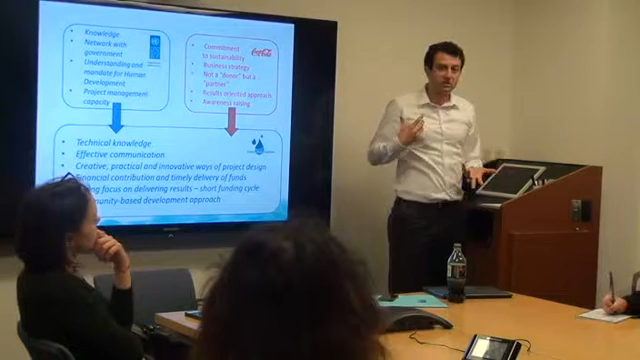 • Knowledge
• Network with
government
• Understanding and
mandate for Human
Development
• Project management
capacity
• Commitment
to sustainability
• Business strategy
• Not a "donor" but a
"partner"
• Results oriented approach
• Awareness raising
Coca-Cola
• Technical knowledge
• Effective communication
• Creative, practical and innovative ways of project design
Financial contribution and timely delivery of funds
focus on delivering results – short funding cycle
-based development approach